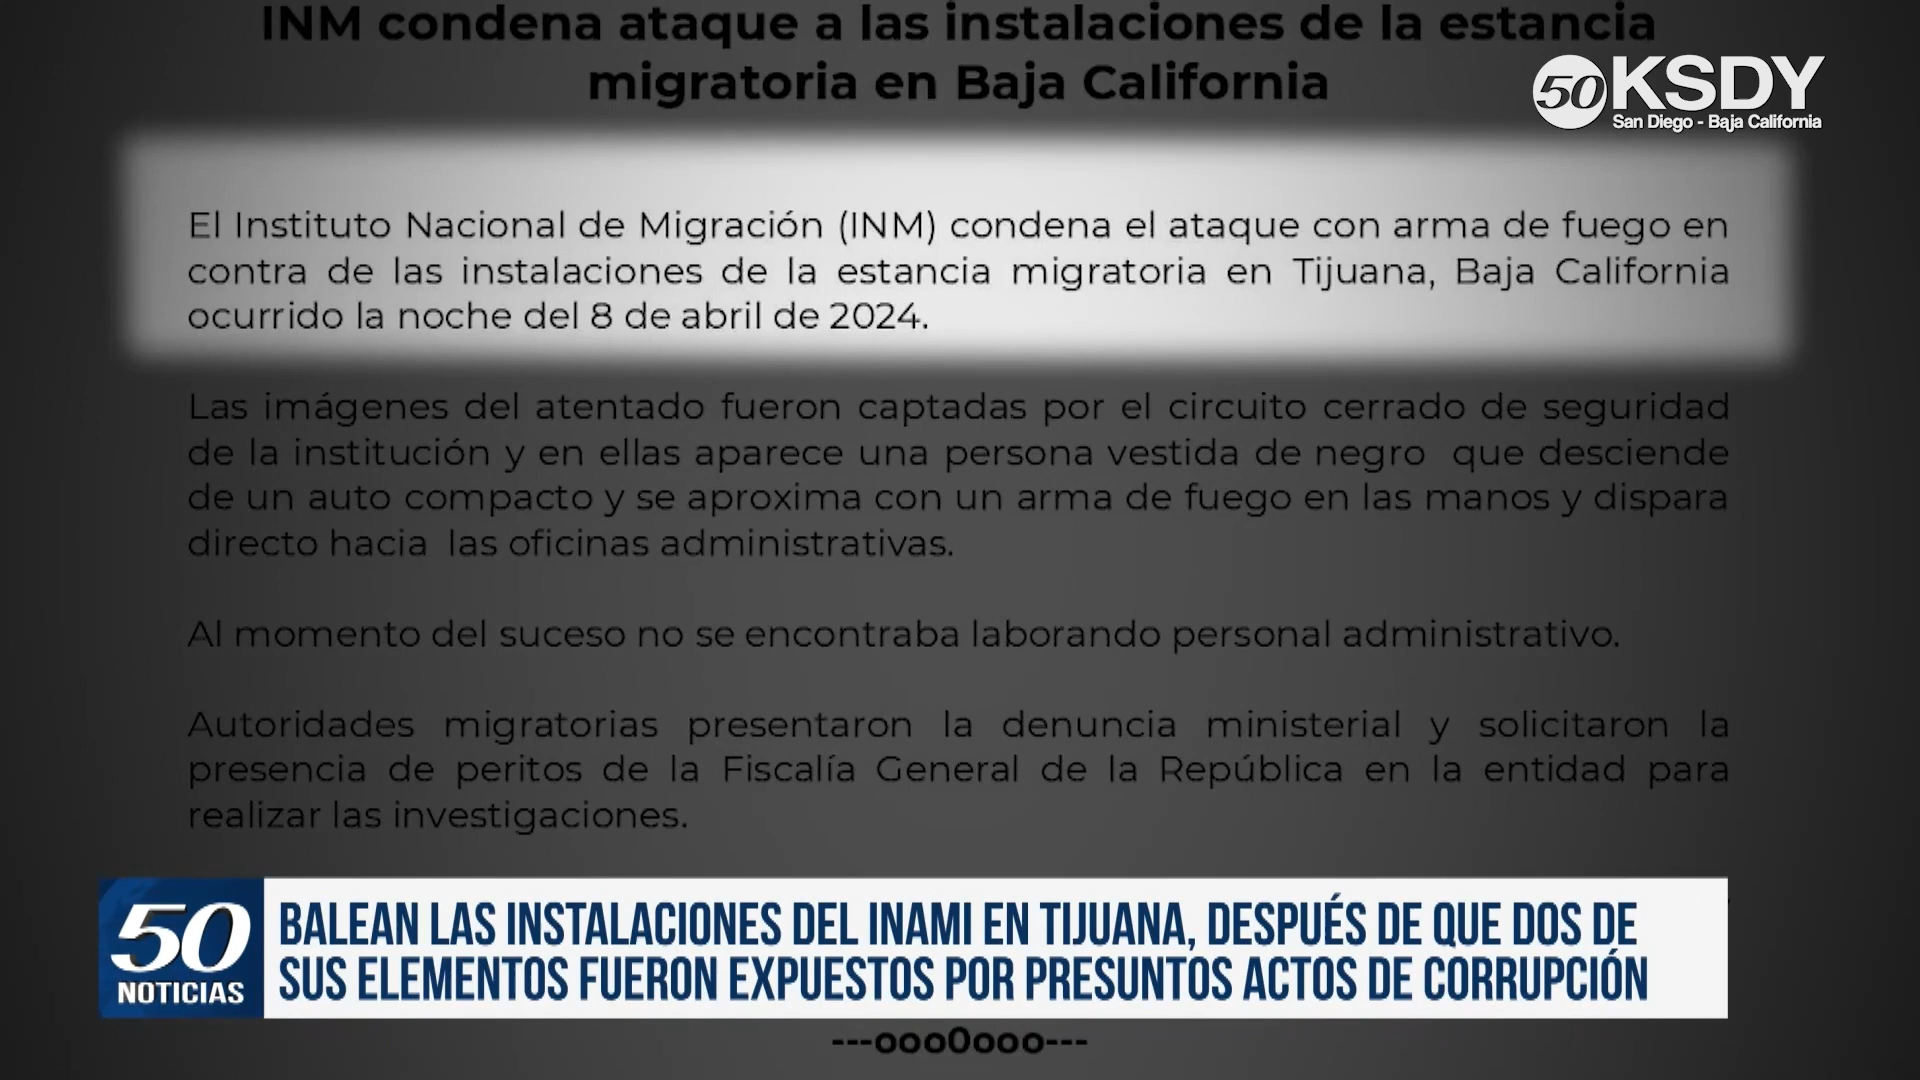 INM condena ataque a las instalaciones de la estancia
migratoria en Baja California
50 KSDY
San Diego - Baja California
El Instituto Nacional de Migración (INM) condena el ataque con arma de fuego en
contra de las instalaciones de la estancia migratoria en Tijuana, Baja California
ocurrido la noche del 8 de abril de 2024.
Las imágenes del atentado fueron captadas por el circuito cerrado de seguridad
de la institución y en ellas aparece una persona vestida de negro que desciende
de un auto compacto y se aproxima con un arma de fuego en las manos y dispara
directo hacia las oficinas administrativas.
Al momento del suceso no se encontraba laborando personal administrativo.
Autoridades migratorias presentaron la denuncia ministerial y solicitaron la
presencia de peritos de la Fiscalía General de la República en la entidad para
realizar las investigaciones.
50
NOTICIAS
BALEAN LAS INSTALACIONES DEL INAMI EN TIJUANA, DESPUÉS DE QUE DOS DE
SUS ELEMENTOS FUERON EXPUESTOS POR PRESUNTOS ACTOS DE CORRUPCIÓN
---ooo0ooo---